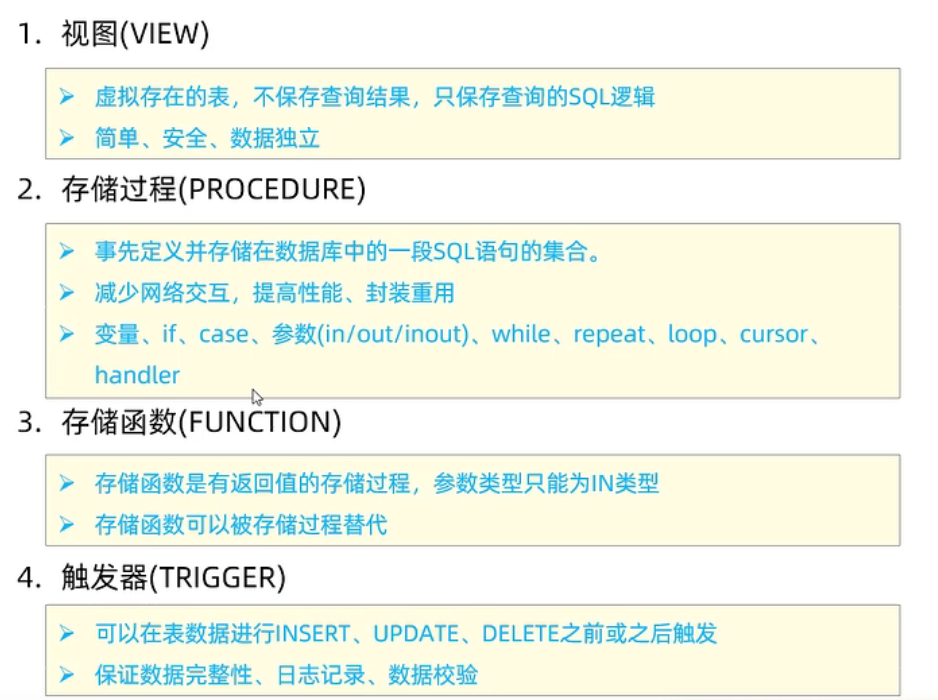 1. 视图(VIEW)
➤ 虚拟存在的表，不保存查询结果，只保存查询的SQL逻辑
➤ 简单、安全、数据独立
2. 存储过程(PROCEDURE)
➤ 事先定义并存储在数据库中的一段SQL语句的集合。
➤ 减少网络交互，提高性能、封装重用
➤ 变量、if、case、参数(in/out/inout)、while、repeat、loop、cursor、
handler
3. 存储函数(FUNCTION)
➤ 存储函数是有返回值的存储过程，参数类型只能为IN类型
➤ 存储函数可以被存储过程替代
4. 触发器(TRIGGER)
➤ 可以在表数据进行INSERT、UPDATE、DELETE之前或之后触发
➤ 保证数据完整性、日志记录、数据校验